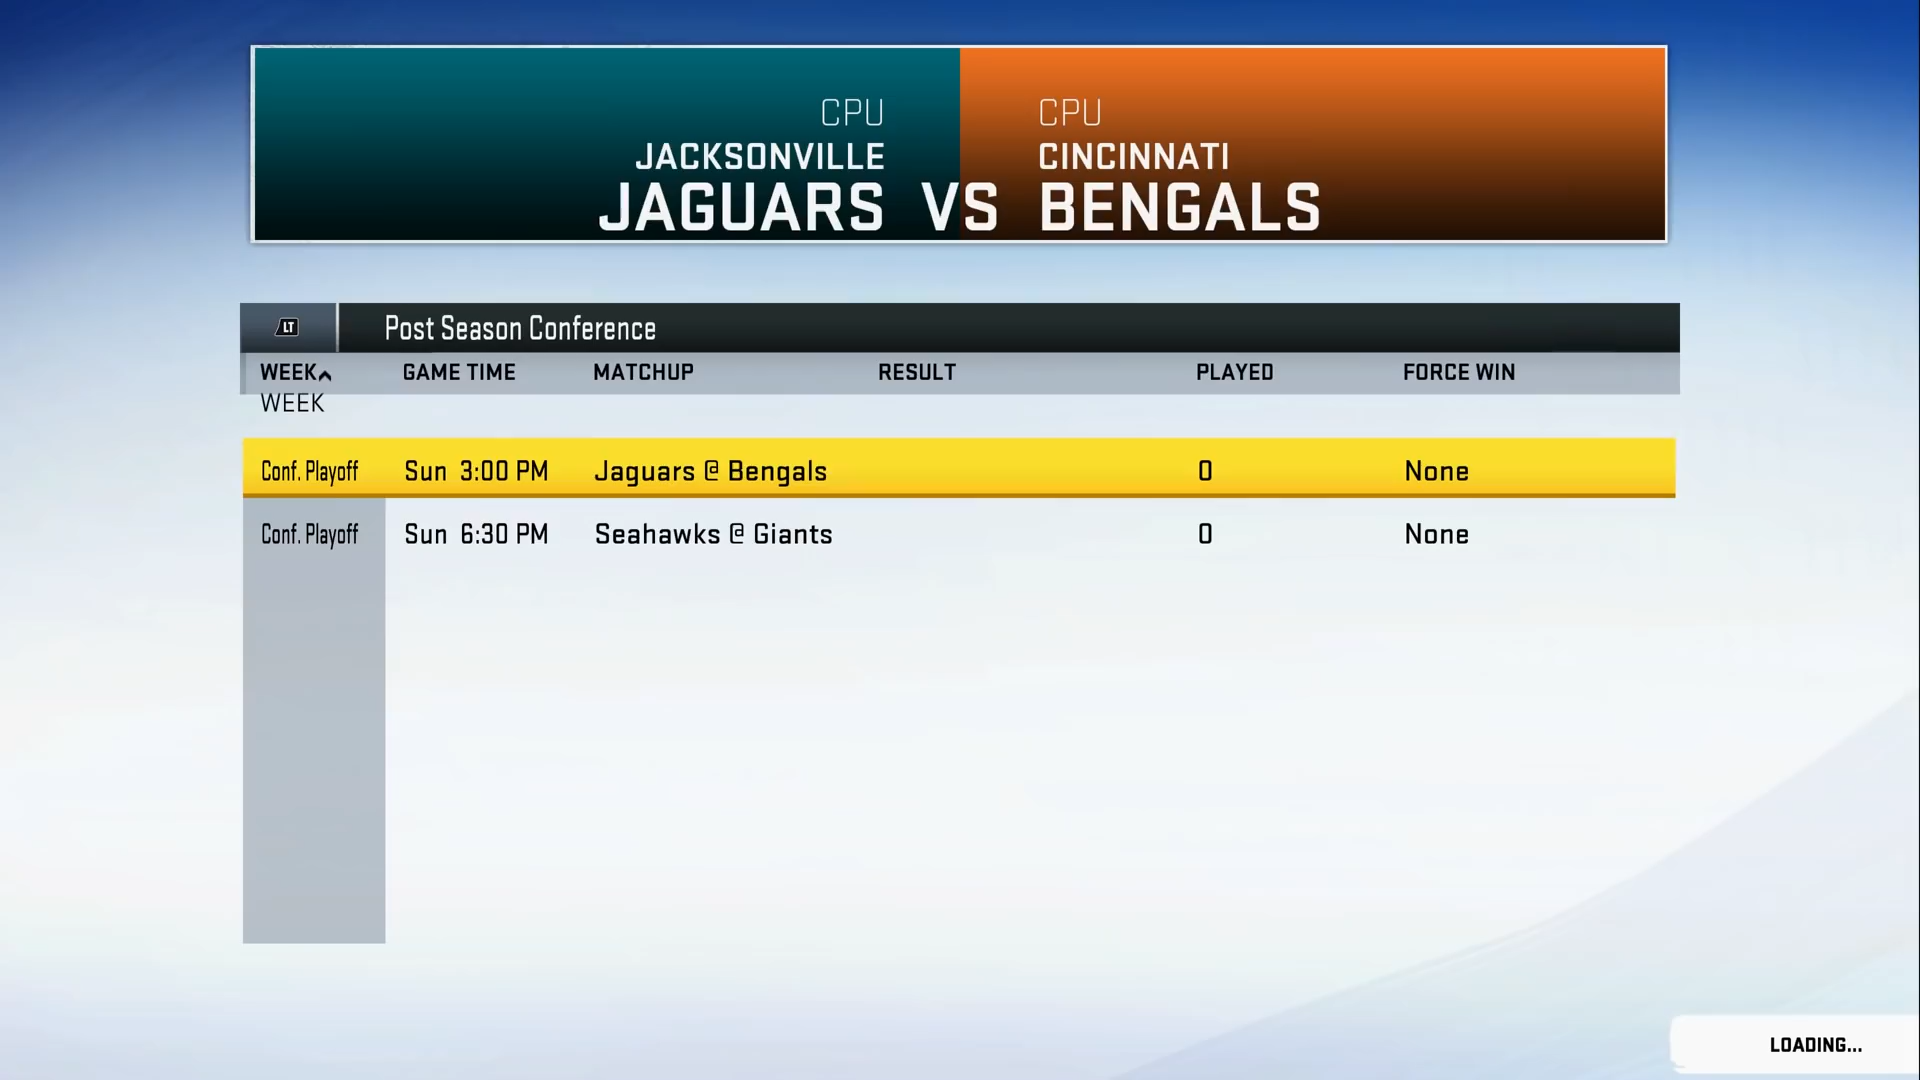 CPU
JACKSONVILLE
JAGUARS VS BENGALS
CPU
CINCINNATI
LT
Post Season Conference
WEEK GAME TIME MATCHUP RESULT PLAYED FORCE WIN
WEEK
Conf. Playoff Sun 3:00 PM Jaguars @ Bengals 0 None
Conf. Playoff Sun 6:30 PM Seahawks @ Giants 0 None
LOADING...